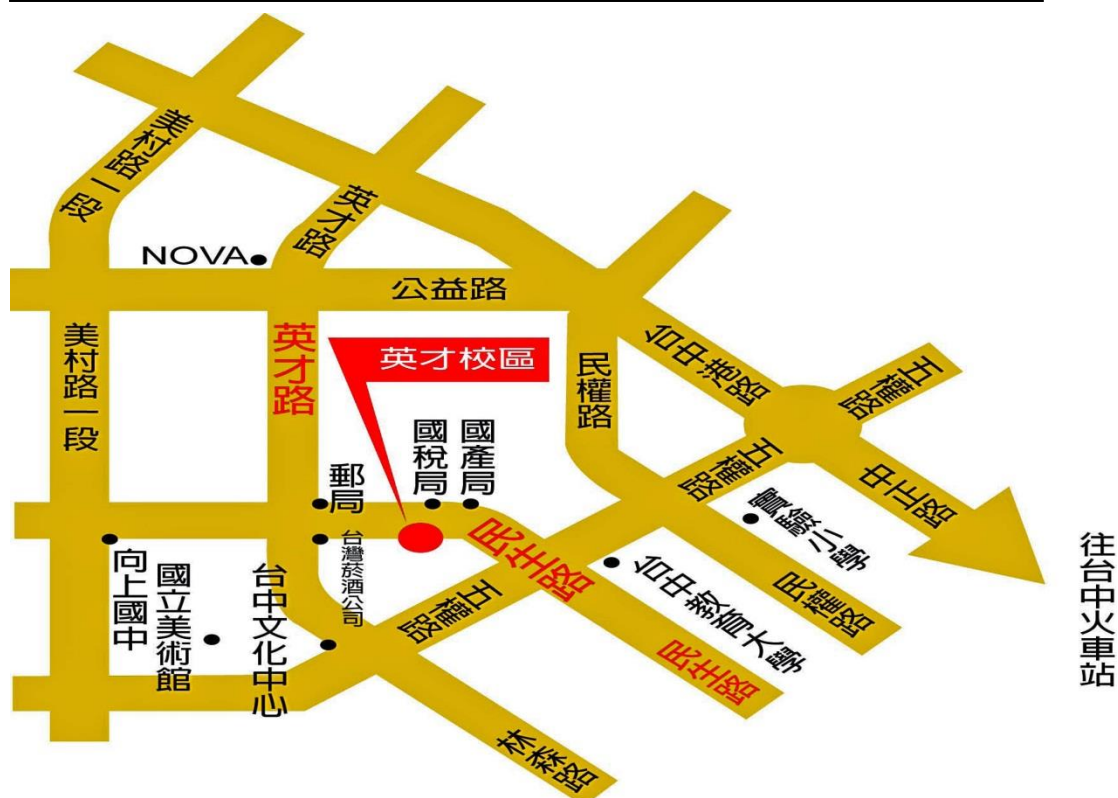 美村路一段
英才路
NOVA
公益路
美村路一段
英才路
英才校區
民權路
台中港路
五權路
五權路
中正路
國稅局
國產局
郵局
台灣菸酒公司
民生路
實驗小學
往台中火車站
向上國中
國立美術館
台中文化中心
五權路
台中教育大學
民權路
民生路
林森路